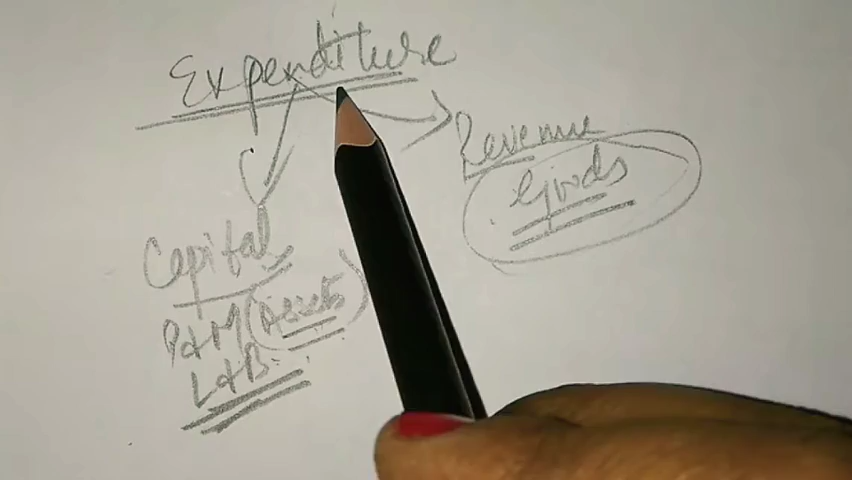 Expenditure
Revenue
Goods
Capital
P&M (Assets)
L&B